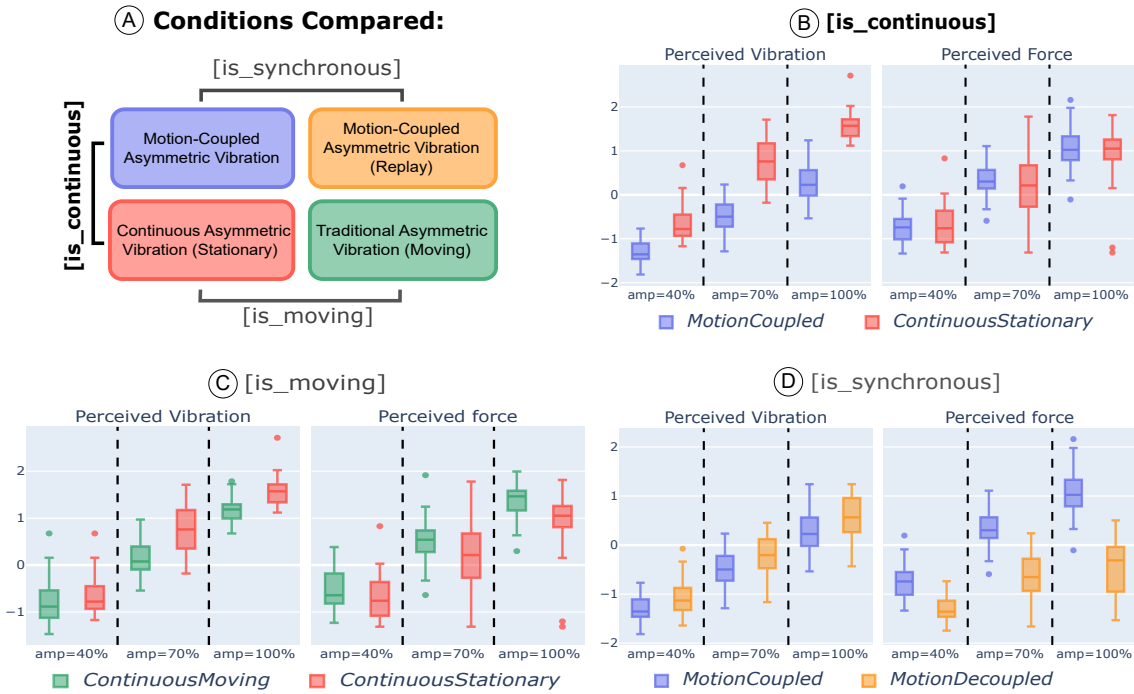 A Conditions Compared:
[is_synchronous]
[is_continuous]
Motion-Coupled
Asymmetric Vibration
Motion-Coupled
Asymmetric Vibration
(Replay)
Continuous Asymmetric
Vibration (Stationary)
Traditional Asymmetric
Vibration (Moving)
[is_moving]
B [is_continuous]
Perceived Vibration Perceived Force
2
1
0
−1
−2
amp=40% amp=70% amp=100% amp=40% amp=70% amp=100%
MotionCoupled ContinuousStationary
C [is_moving]
Perceived Vibration Perceived force
2
1
0
−1
amp=40% amp=70% amp=100% amp=40% amp=70% amp=100%
ContinuousMoving ContinuousStationary
D [is_synchronous]
Perceived Vibration Perceived force
2
1
0
−1
−2
amp=40% amp=70% amp=100% amp=40% amp=70% amp=100%
MotionCoupled MotionDecoupled